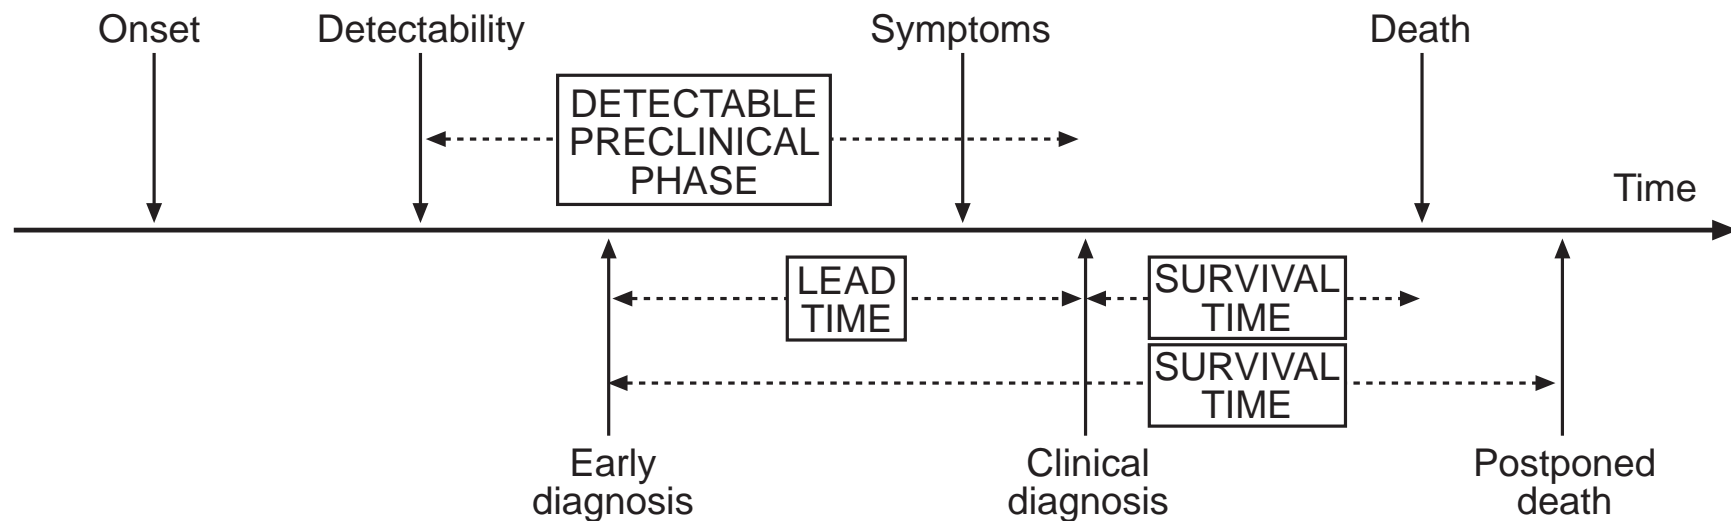 Onset
Detectability
Symptoms
Death
DETECTABLE
PRECLINICAL
PHASE
Time
LEAD
TIME
SURVIVAL
TIME
SURVIVAL
TIME
Early
diagnosis
Clinical
diagnosis
Postponed
death